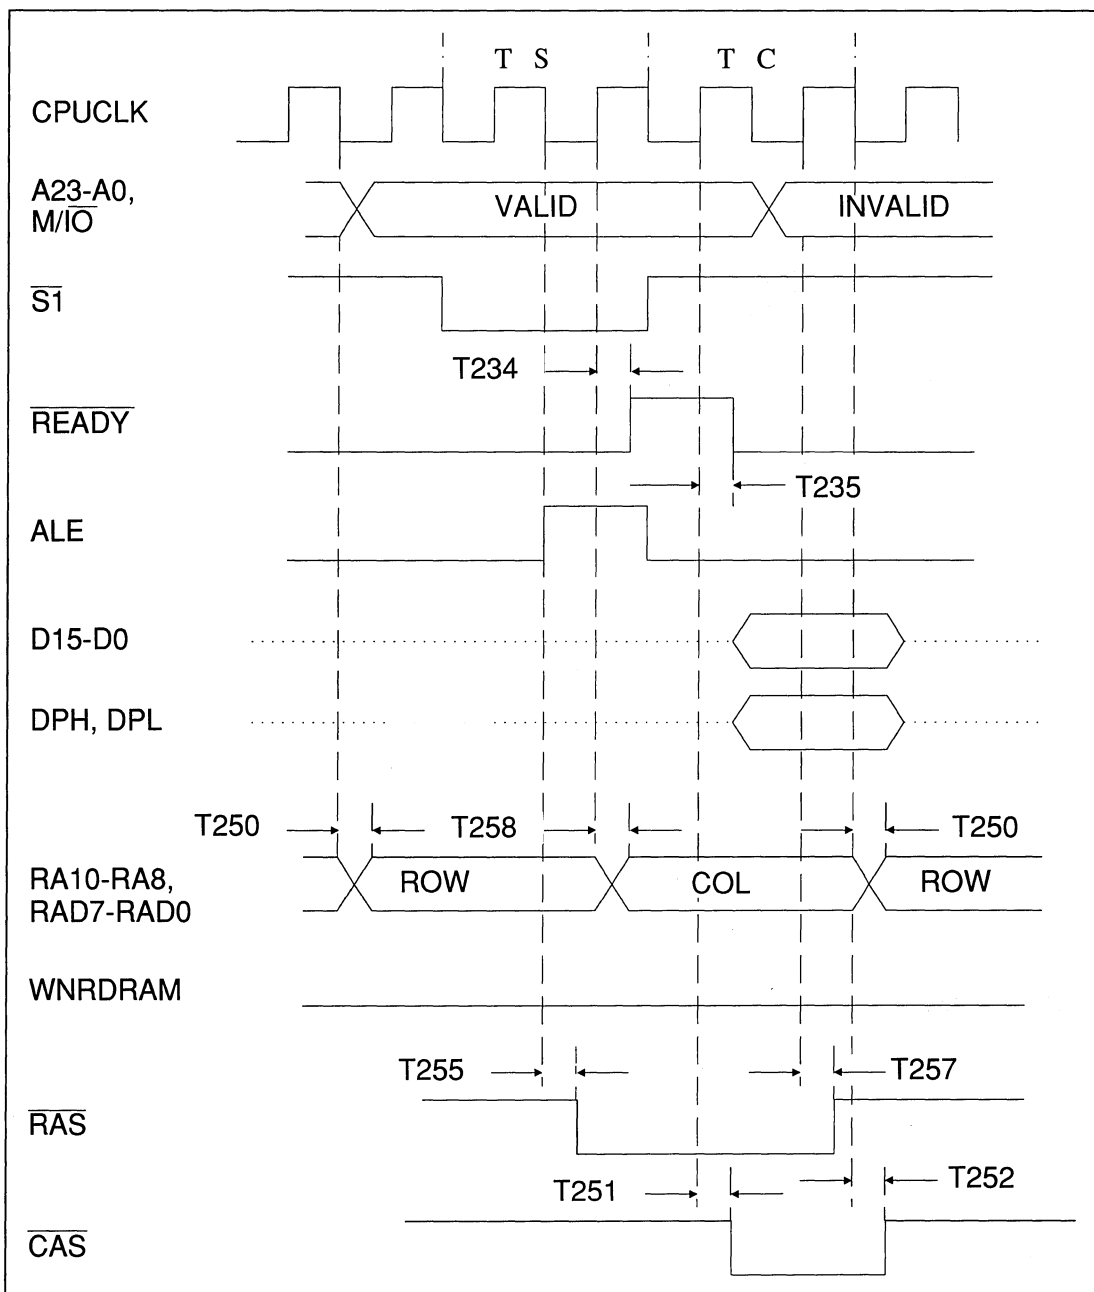 T S T C
CPUCLK
A23-A0,
M/IO
VALID INVALID
S1
T234
READY
T235
ALE
D15-D0
DPH, DPL
T250 T258 T250
RA10-RA8,
RAD7-RAD0
ROW COL ROW
WNRDRAM
T255 T257
RAS
T251 T252
CAS